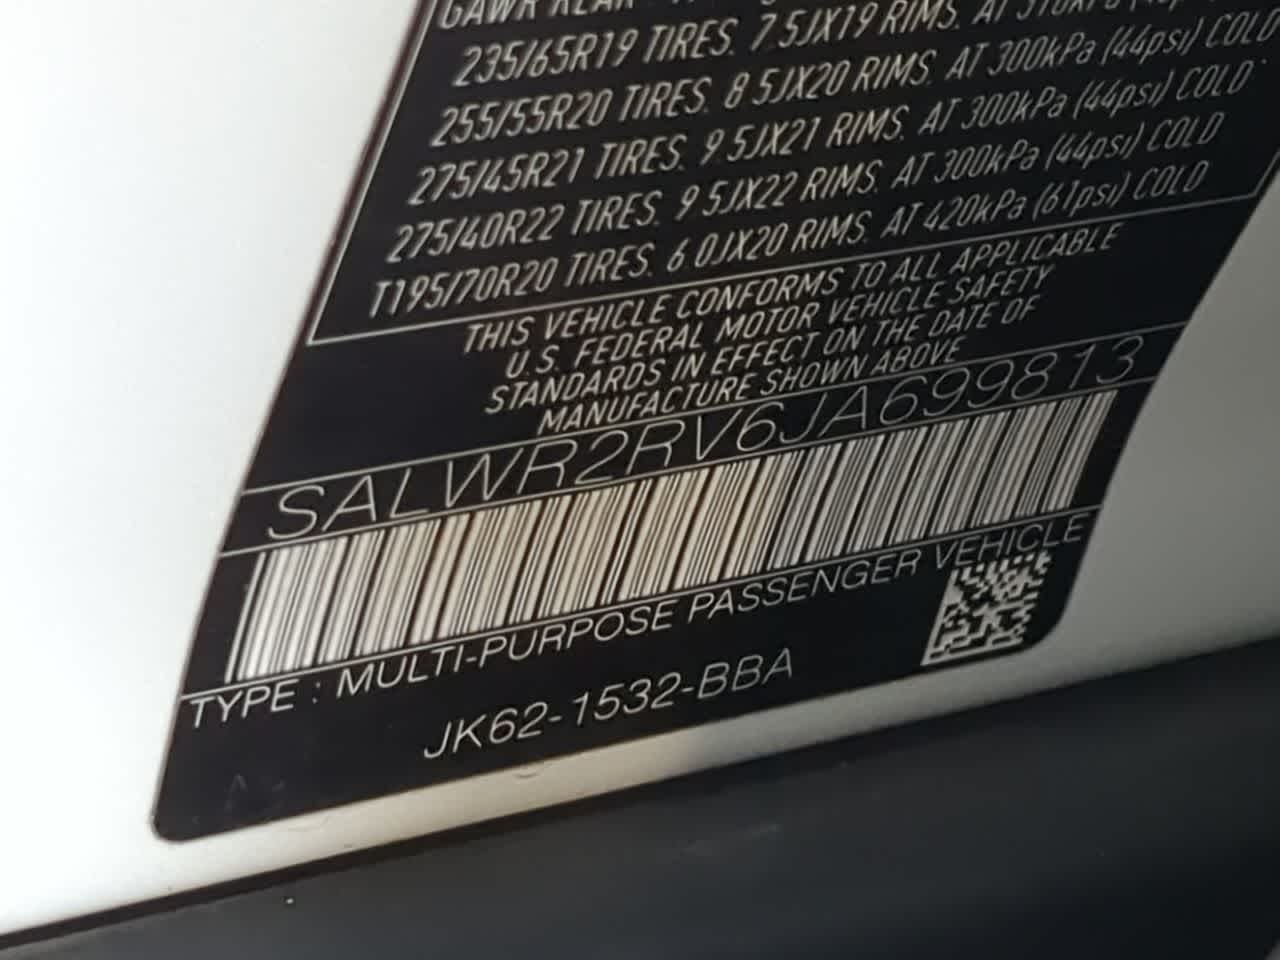 GAWR REAR
235/65R19 TIRES. 7.5JX19 RIMS. AT 310kPa
255/55R20 TIRES. 8.5JX20 RIMS. AT 300kPa (44psi) COLD
275/45R21 TIRES. 9.5JX21 RIMS. AT 300kPa (44psi) COLD
275/40R22 TIRES. 9.5JX22 RIMS. AT 300kPa (44psi) COLD
T195/70R20 TIRES. 6.0JX20 RIMS. AT 420kPa (61psi) COLD
THIS VEHICLE CONFORMS TO ALL APPLICABLE
U.S. FEDERAL MOTOR VEHICLE SAFETY
STANDARDS IN EFFECT ON THE DATE OF
MANUFACTURE SHOWN ABOVE
SALWR2RV6JA699813
TYPE : MULTI-PURPOSE PASSENGER VEHICLE
JK62-1532-BBA